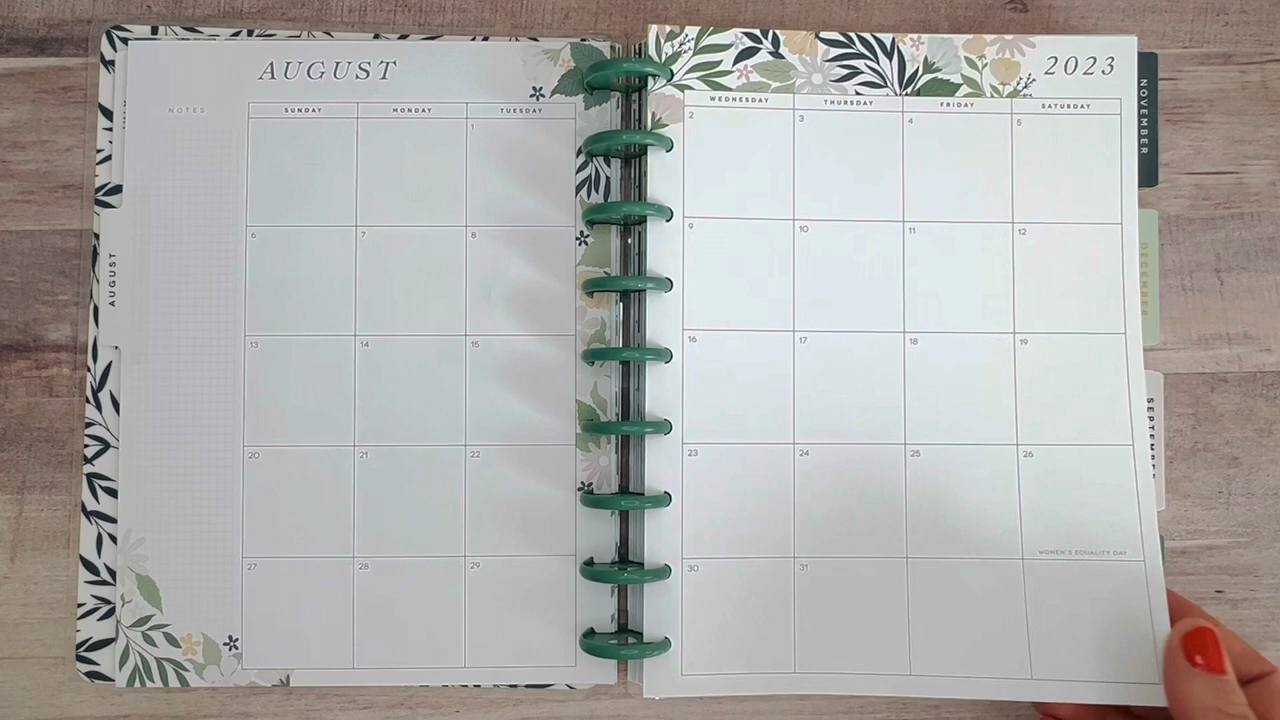 AUGUST
2023
NOTES
SUNDAY MONDAY TUESDAY WEDNESDAY THURSDAY FRIDAY SATURDAY
1 2 3 4 5
6 7 8 9 10 11 12
13 14 15 16 17 18 19
20 21 22 23 24 25 26
WOMEN'S EQUALITY DAY
27 28 29 30 31
AUGUST
NOVEMBER
DECEMBER
SEPTEMBER